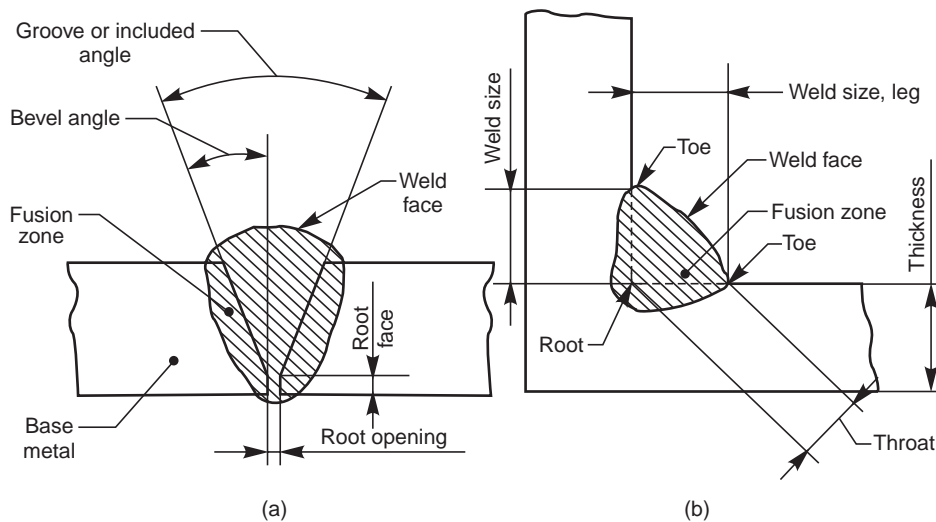 Groove or included
angle
Bevel angle
Weld
face
Fusion
zone
Root
face
Base
metal
Root opening
(a)
Weld size
Weld size, leg
Toe
Weld face
Fusion zone
Toe
Thickness
Root
Throat
(b)